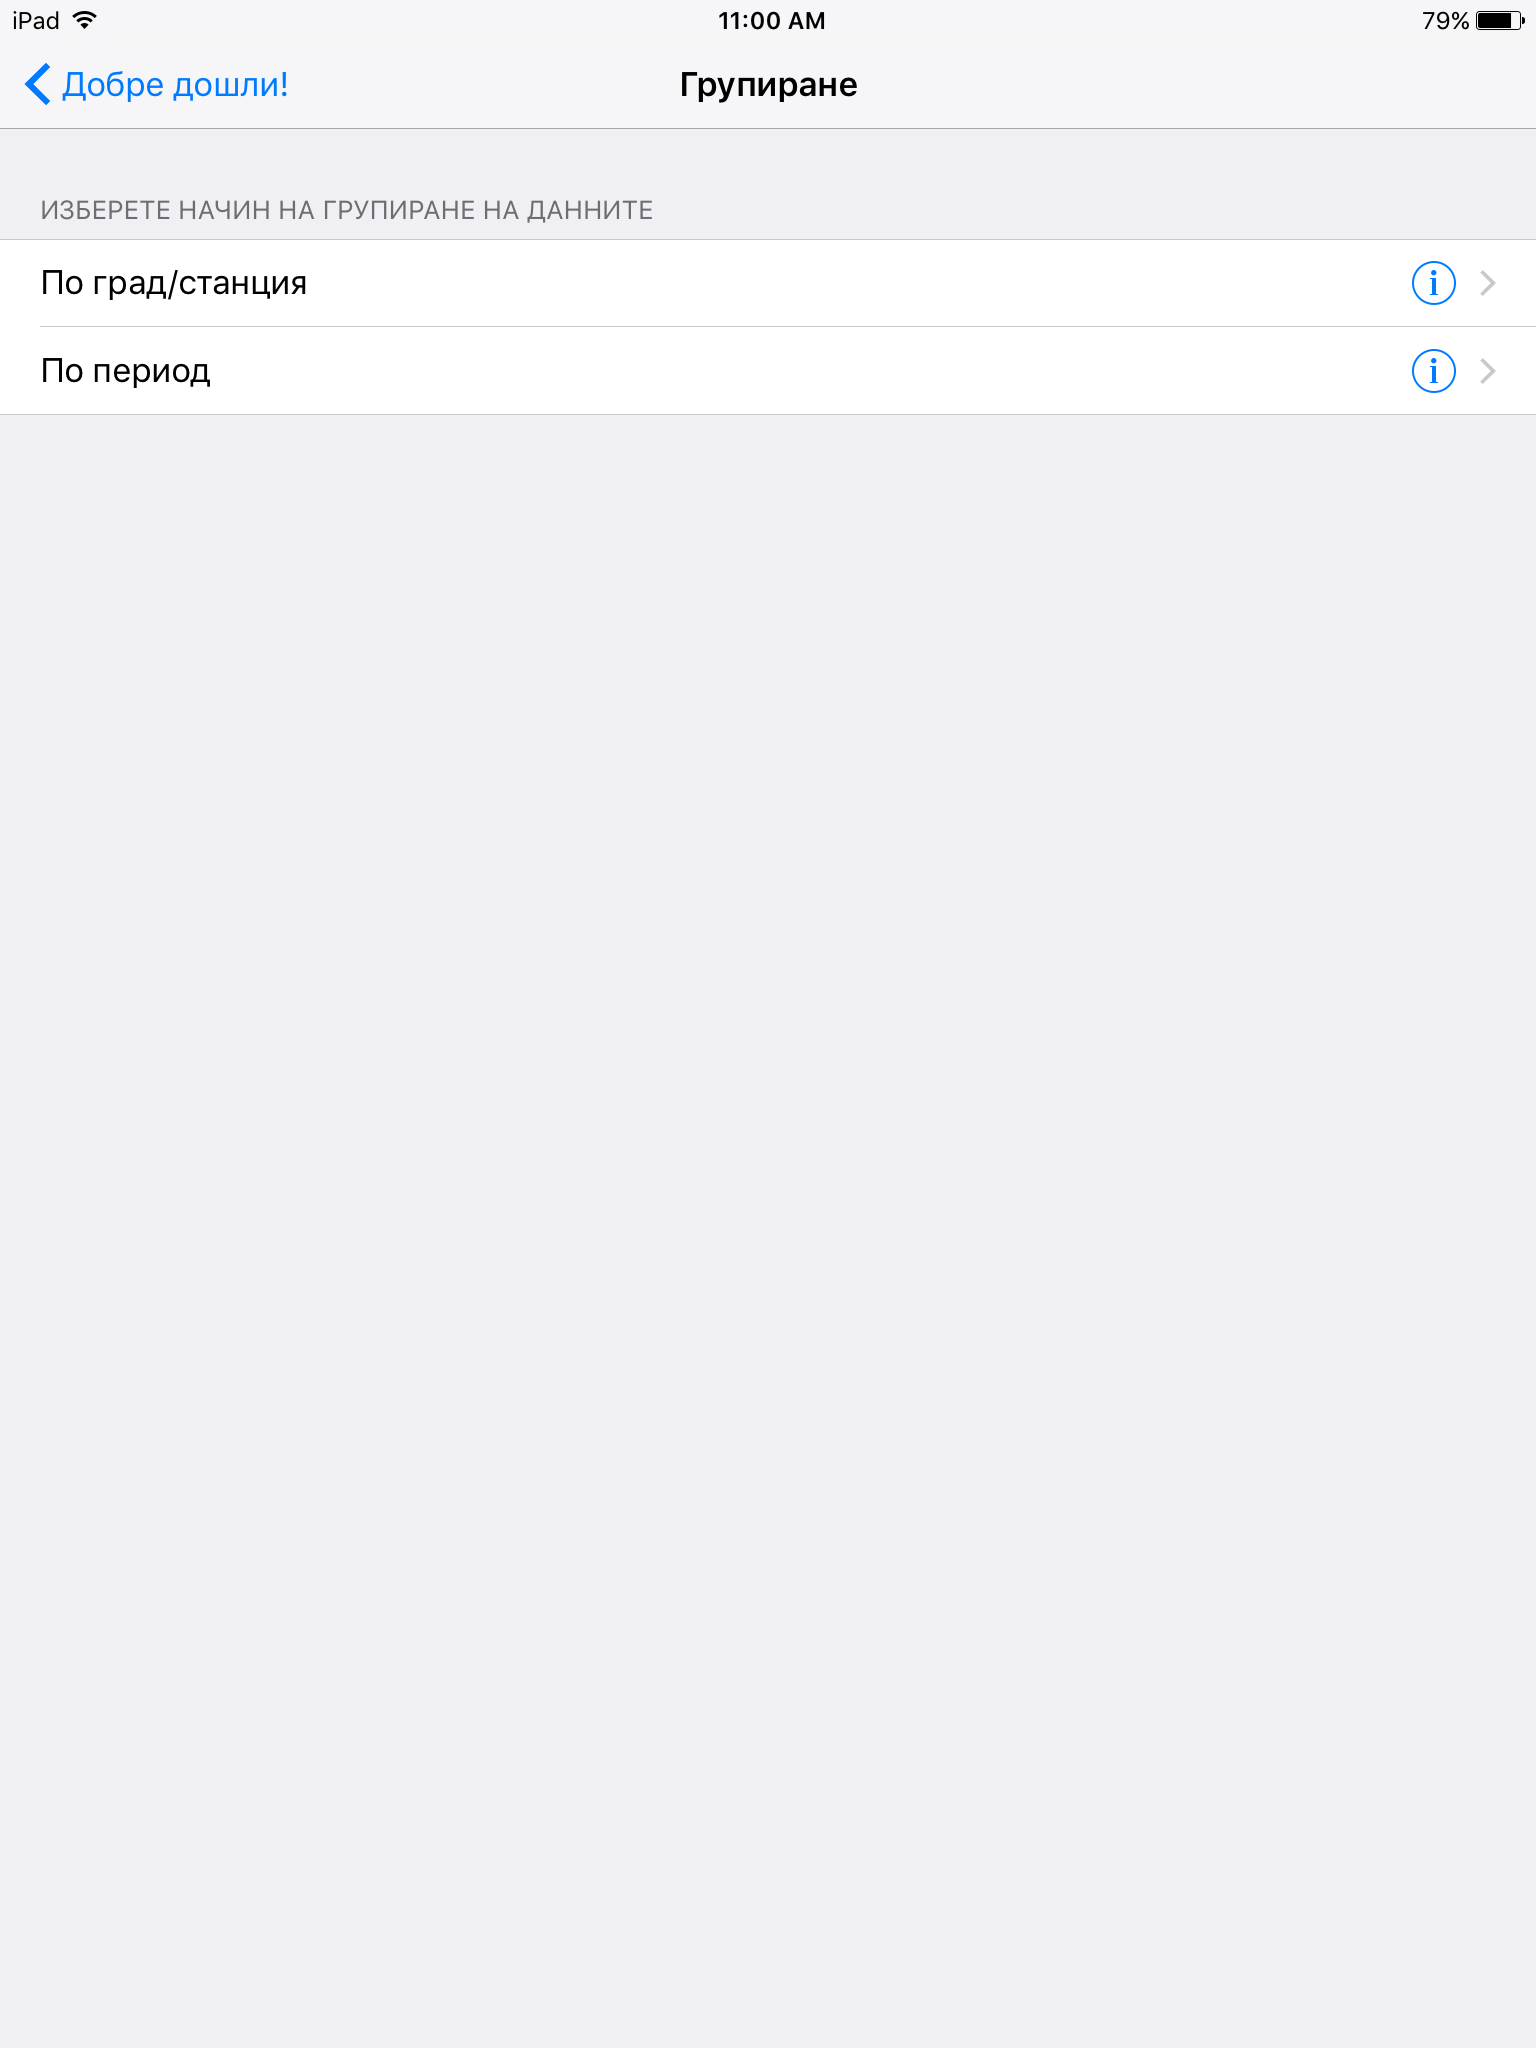 iPad 11:00 AM 79%
Добре дошли! Групиране
ИЗБЕРЕТЕ НАЧИН НА ГРУПИРАНЕ НА ДАННИТЕ
По град/станция
По период